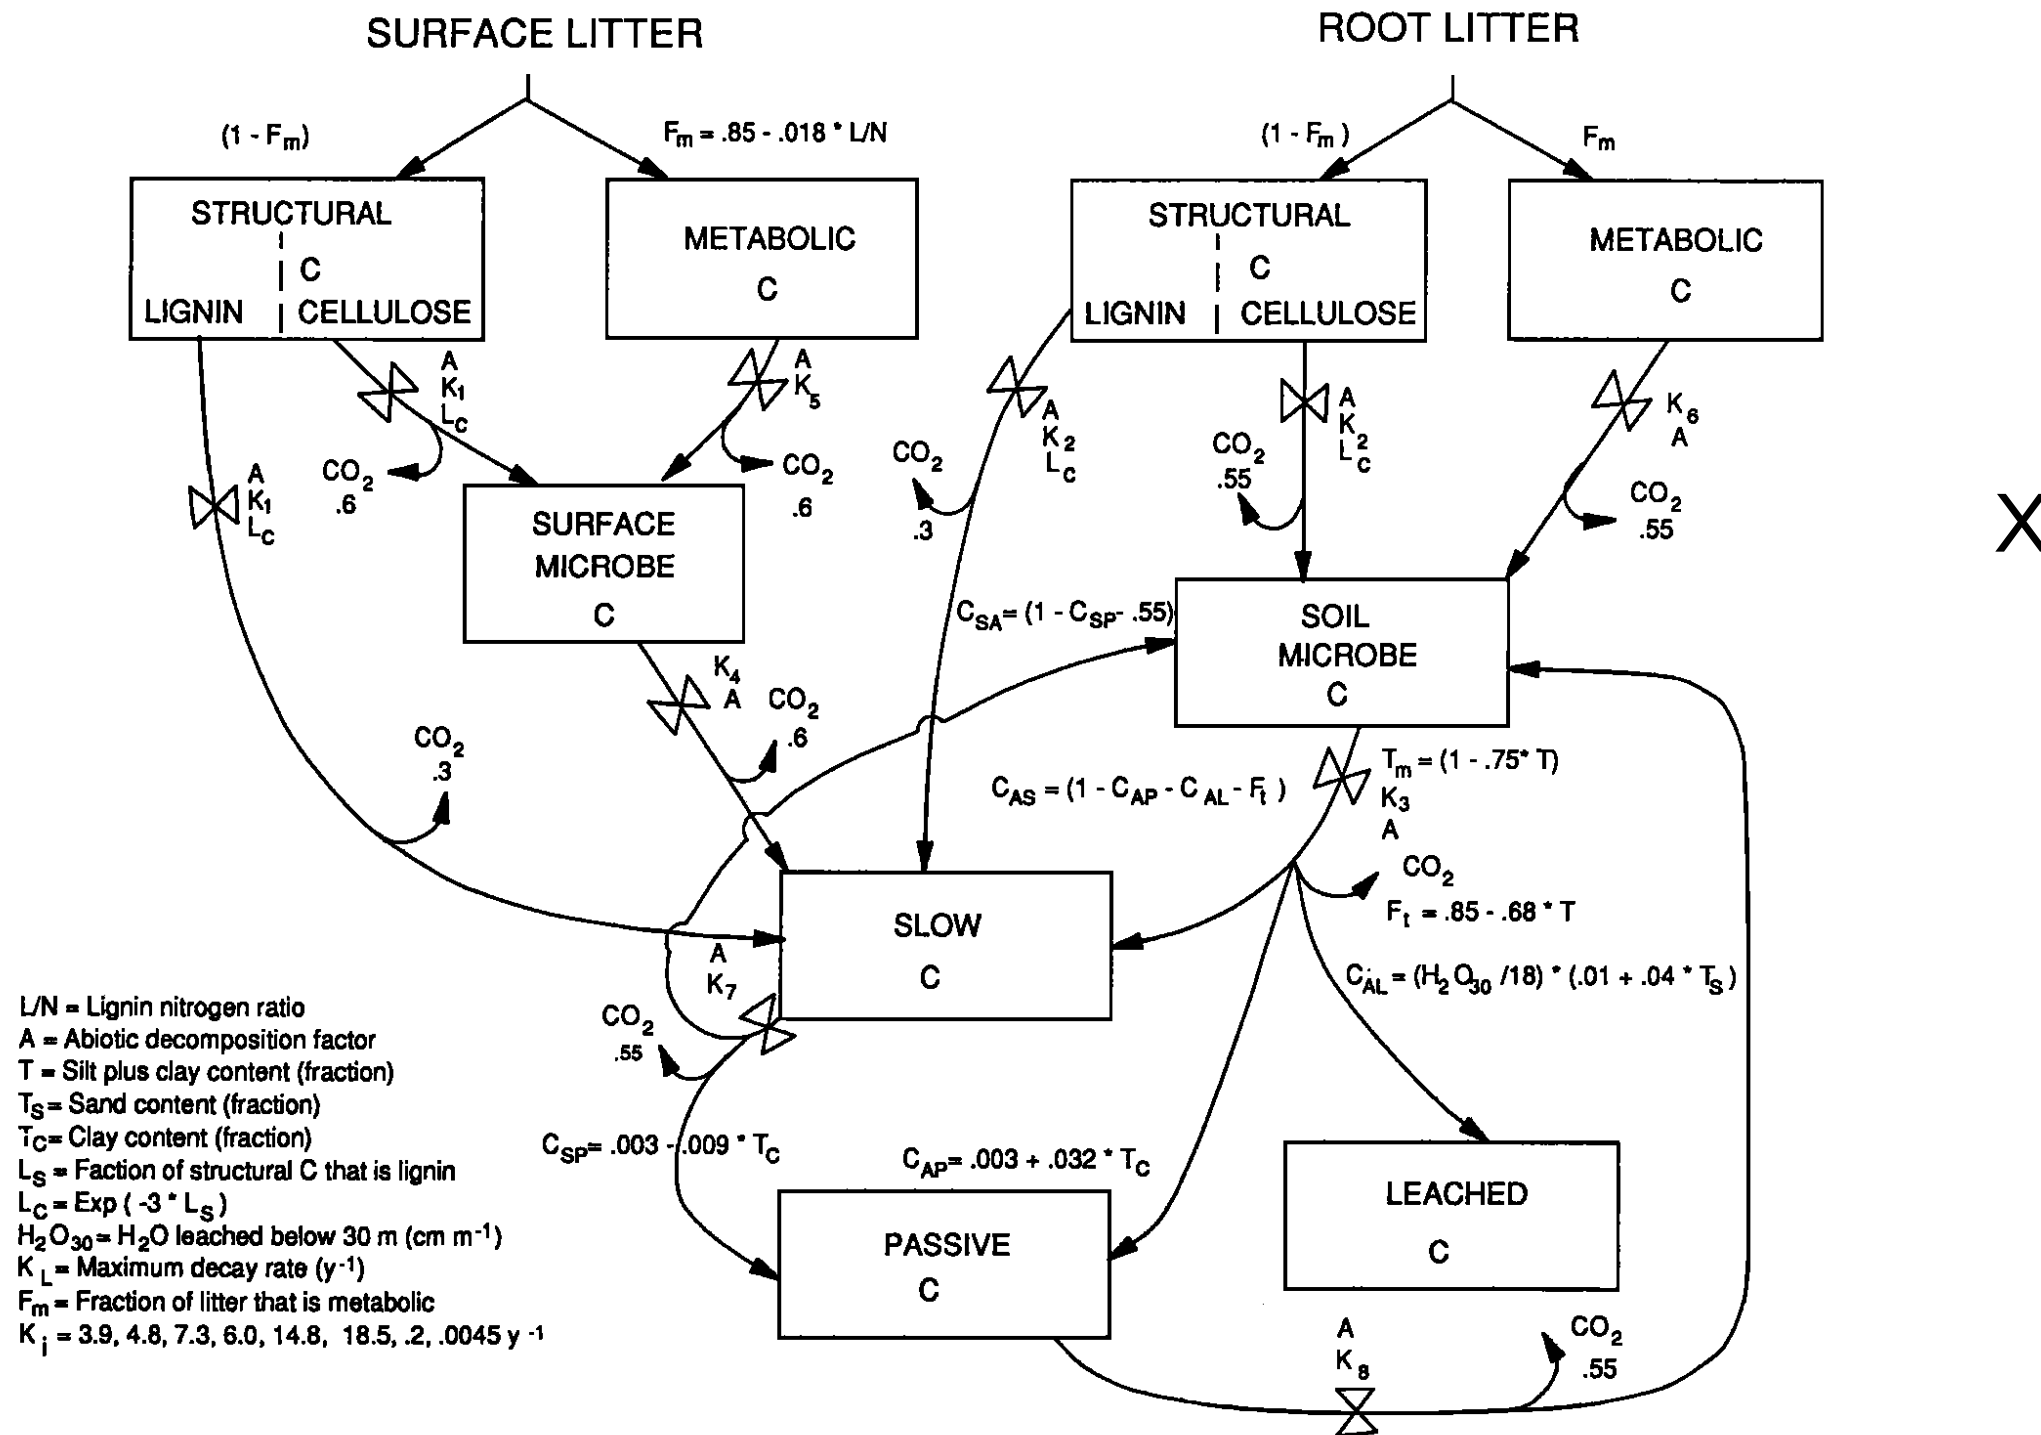 SURFACE LITTER
ROOT LITTER
(1 - Fm)
Fm = .85 - .018 * L/N
(1 - Fm )
Fm
STRUCTURAL
C
LIGNIN
CELLULOSE
METABOLIC
C
STRUCTURAL
C
LIGNIN
CELLULOSE
METABOLIC
C
A
K1
LC
A
K5
A
K2
LC
A
K2
LC
K6
A
A
K1
LC
CO2
.6
CO2
.6
CO2
.3
CO2
.55
CO2
.55
X
SURFACE
MICROBE
C
CSA= (1 - CSP- .55)
SOIL
MICROBE
C
K4
A
CO2
.6
CO2
.3
CAS = (1 - CAP - CAL - Ft )
Tm = (1 - .75* T)
K3
A
CO2
Ft = .85 - .68 * T
CAL = (H2O30 /18) * (.01 + .04 * TS )
SLOW
C
A
K7
CO2
.55
CSP= .003 - .009 * TC
CAP= .003 + .032 * TC
PASSIVE
C
LEACHED
C
A
K8
CO2
.55
L/N = Lignin nitrogen ratio
A = Abiotic decomposition factor
T = Silt plus clay content (fraction)
TS= Sand content (fraction)
TC= Clay content (fraction)
LS = Faction of structural C that is lignin
LC = Exp ( -3 * LS )
H2O30= H2O leached below 30 m (cm m-1)
KL = Maximum decay rate (y-1)
Fm = Fraction of litter that is metabolic
Ki = 3.9, 4.8, 7.3, 6.0, 14.8, 18.5, .2, .0045 y -1